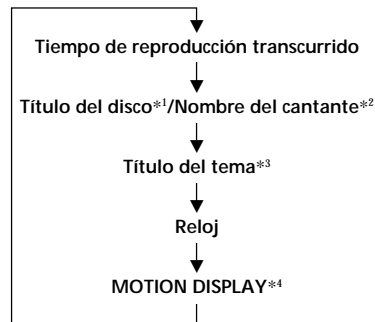 Tiempo de reproducción transcurrido
Título del disco*1/Nombre del cantante*2
Título del tema*3
Reloj
MOTION DISPLAY*4